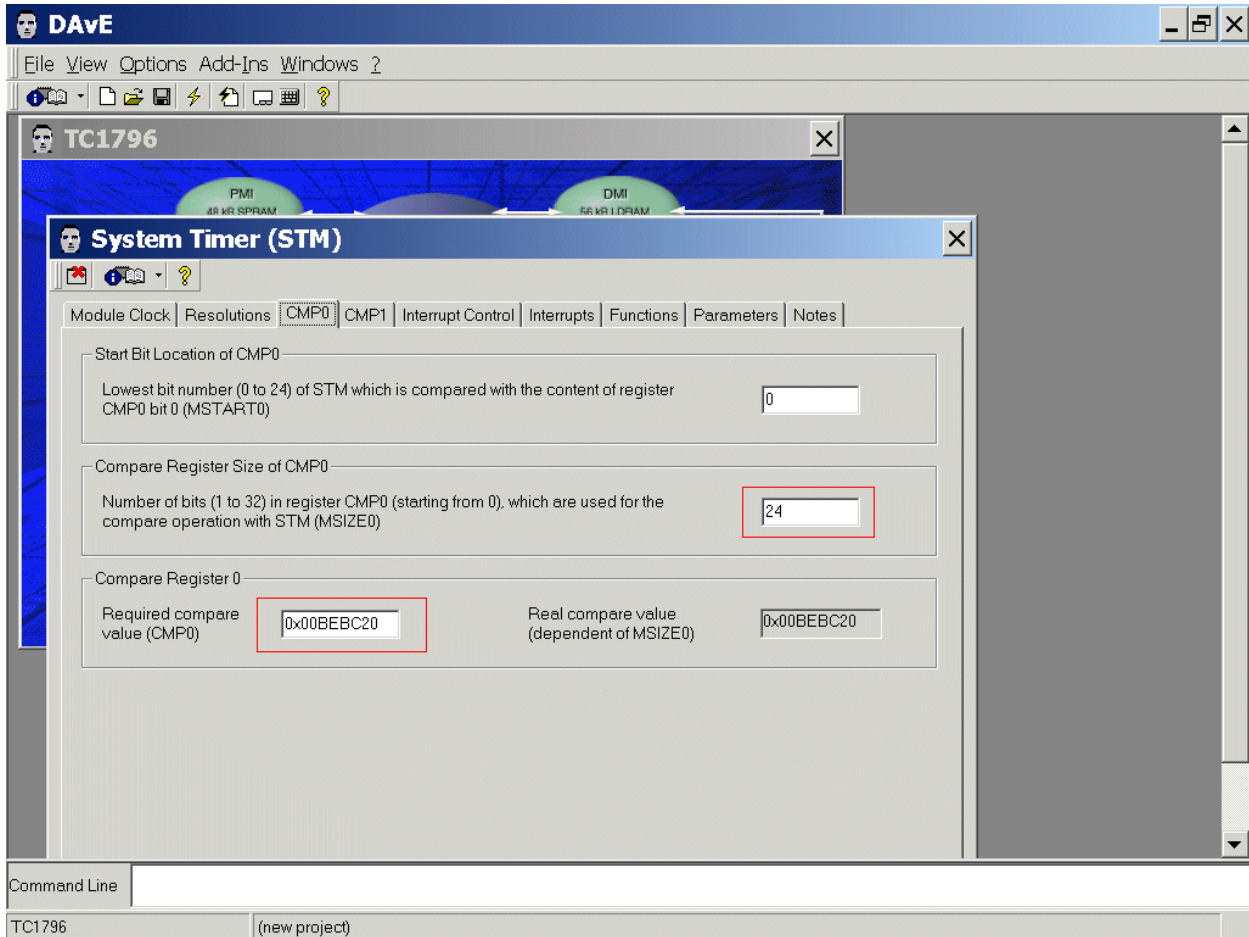 DAvE
File View Options Add-Ins Windows ?
TC1796
PMI
48 kB SPRAM
DMI
56 kB LDRAM
System Timer (STM)
Module Clock Resolutions CMP0 CMP1 Interrupt Control Interrupts Functions Parameters Notes
Start Bit Location of CMP0
Lowest bit number (0 to 24) of STM which is compared with the content of register
CMP0 bit 0 (MSTART0)
0
Compare Register Size of CMP0
Number of bits (1 to 32) in register CMP0 (starting from 0), which are used for the
compare operation with STM (MSIZE0)
24
Compare Register 0
Required compare
value (CMP0)
0x00BEBC20
Real compare value
(dependent of MSIZE0)
0x00BEBC20
Command Line
TC1796
(new project)